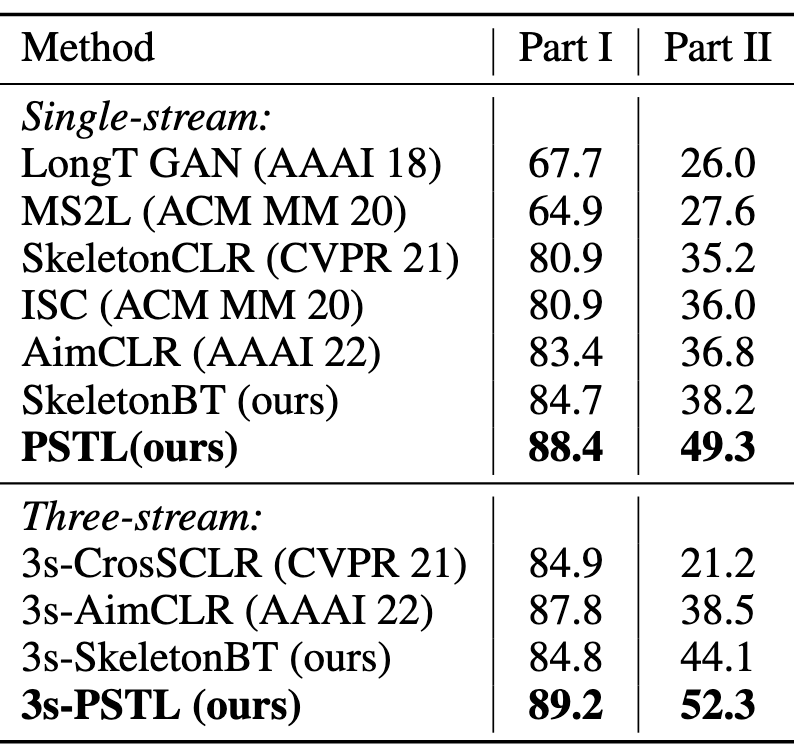 Method Part I Part II
Single-stream:
LongT GAN (AAAI 18) 67.7 26.0
MS2L (ACM MM 20) 64.9 27.6
SkeletonCLR (CVPR 21) 80.9 35.2
ISC (ACM MM 20) 80.9 36.0
AimCLR (AAAI 22) 83.4 36.8
SkeletonBT (ours) 84.7 38.2
PSTL(ours) 88.4 49.3
Three-stream:
3s-CrosSCLR (CVPR 21) 84.9 21.2
3s-AimCLR (AAAI 22) 87.8 38.5
3s-SkeletonBT (ours) 84.8 44.1
3s-PSTL (ours) 89.2 52.3